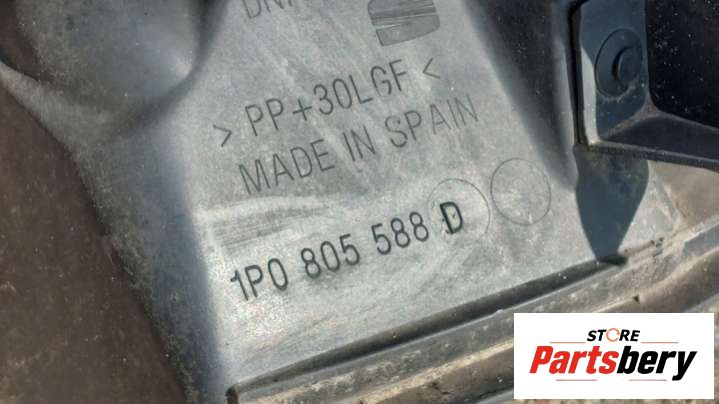 > PP+30LGF <
MADE IN SPAIN
1P0 805 588 D
STORE
Partsbery